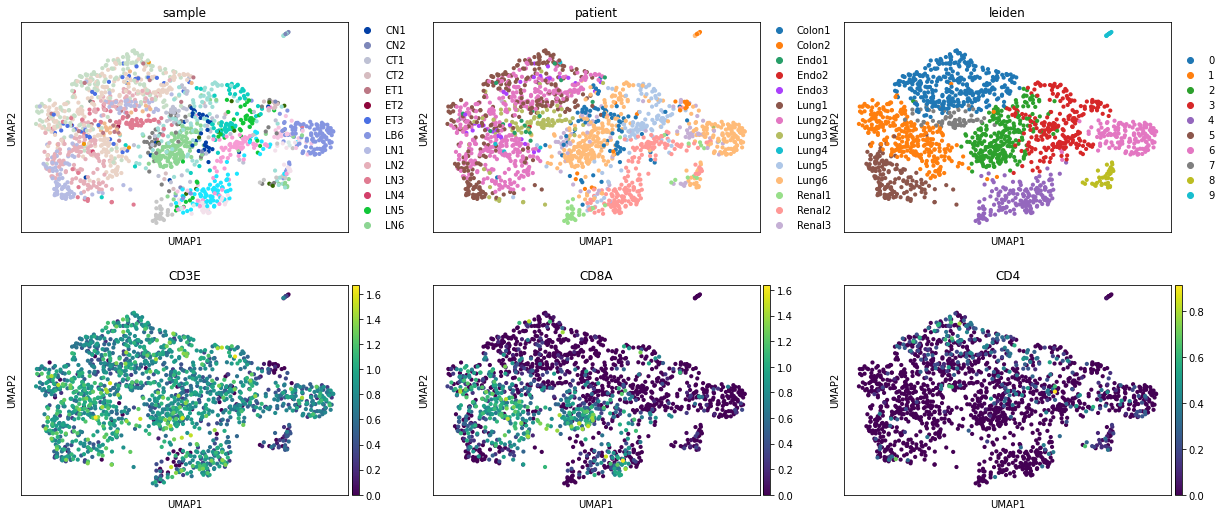 sample
UMAP2
UMAP1
CN1
CN2
CT1
CT2
ET1
ET2
ET3
LB6
LN1
LN2
LN3
LN4
LN5
LN6
patient
UMAP2
UMAP1
Colon1
Colon2
Endo1
Endo2
Endo3
Lung1
Lung2
Lung3
Lung4
Lung5
Lung6
Renal1
Renal2
Renal3
leiden
UMAP2
UMAP1
0
1
2
3
4
5
6
7
8
9
CD3E
UMAP2
UMAP1
1.6
1.4
1.2
1.0
0.8
0.6
0.4
0.2
0.0
CD8A
UMAP2
UMAP1
1.6
1.4
1.2
1.0
0.8
0.6
0.4
0.2
0.0
CD4
UMAP2
UMAP1
0.8
0.6
0.4
0.2
0.0